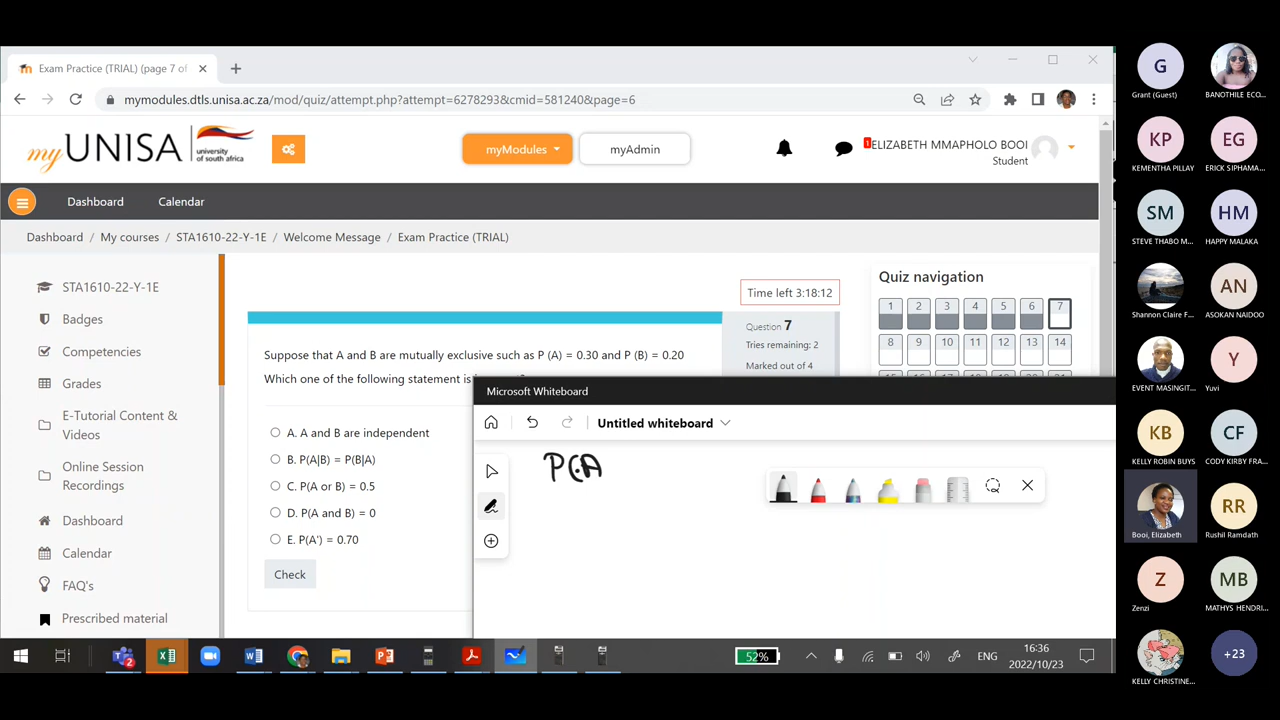 Exam Practice (TRIAL) (page 7 of
mymodules.dtls.unisa.ac.za/mod/quiz/attempt.php?attempt=6278293&cmid=581240&page=6
myUNISA university of south africa
myModules
myAdmin
1
ELIZABETH MMAPHOLO BOOI
Student
Dashboard
Calendar
Dashboard / My courses / STA1610-22-Y-1E / Welcome Message / Exam Practice (TRIAL)
STA1610-22-Y-1E
Badges
Competencies
Grades
E-Tutorial Content &
Videos
Online Session
Recordings
Dashboard
Calendar
FAQ's
Prescribed material
Time left 3:18:12
Question 7
Tries remaining: 2
Marked out of 4
Suppose that A and B are mutually exclusive such as P (A) = 0.30 and P (B) = 0.20
Which one of the following statement is
A. A and B are independent
B. P(A|B) = P(B|A)
C. P(A or B) = 0.5
D. P(A and B) = 0
E. P(A') = 0.70
Check
Quiz navigation
1 2 3 4 5 6 7
8 9 10 11 12 13 14
Microsoft Whiteboard
Untitled whiteboard
P(A
G
Grant (Guest)
BANOTHILE ECO...
KP
KEMENTHA PILLAY
EG
ERICK SIPHAMA...
SM
STEVE THABO M...
HM
HAPPY MALAKA
Shannon Claire F...
AN
ASOKAN NAIDOO
EVENT MASINGIT...
Y
Yuvi
KB
KELLY ROBIN BUYS
CF
CODY KIRBY FRA...
Booi, Elizabeth
RR
Rushil Ramdath
Z
Zenzi
MB
MATHYS HENDRI...
KELLY CHRISTINE...
+23
2
52%
ENG
16:36
2022/10/23